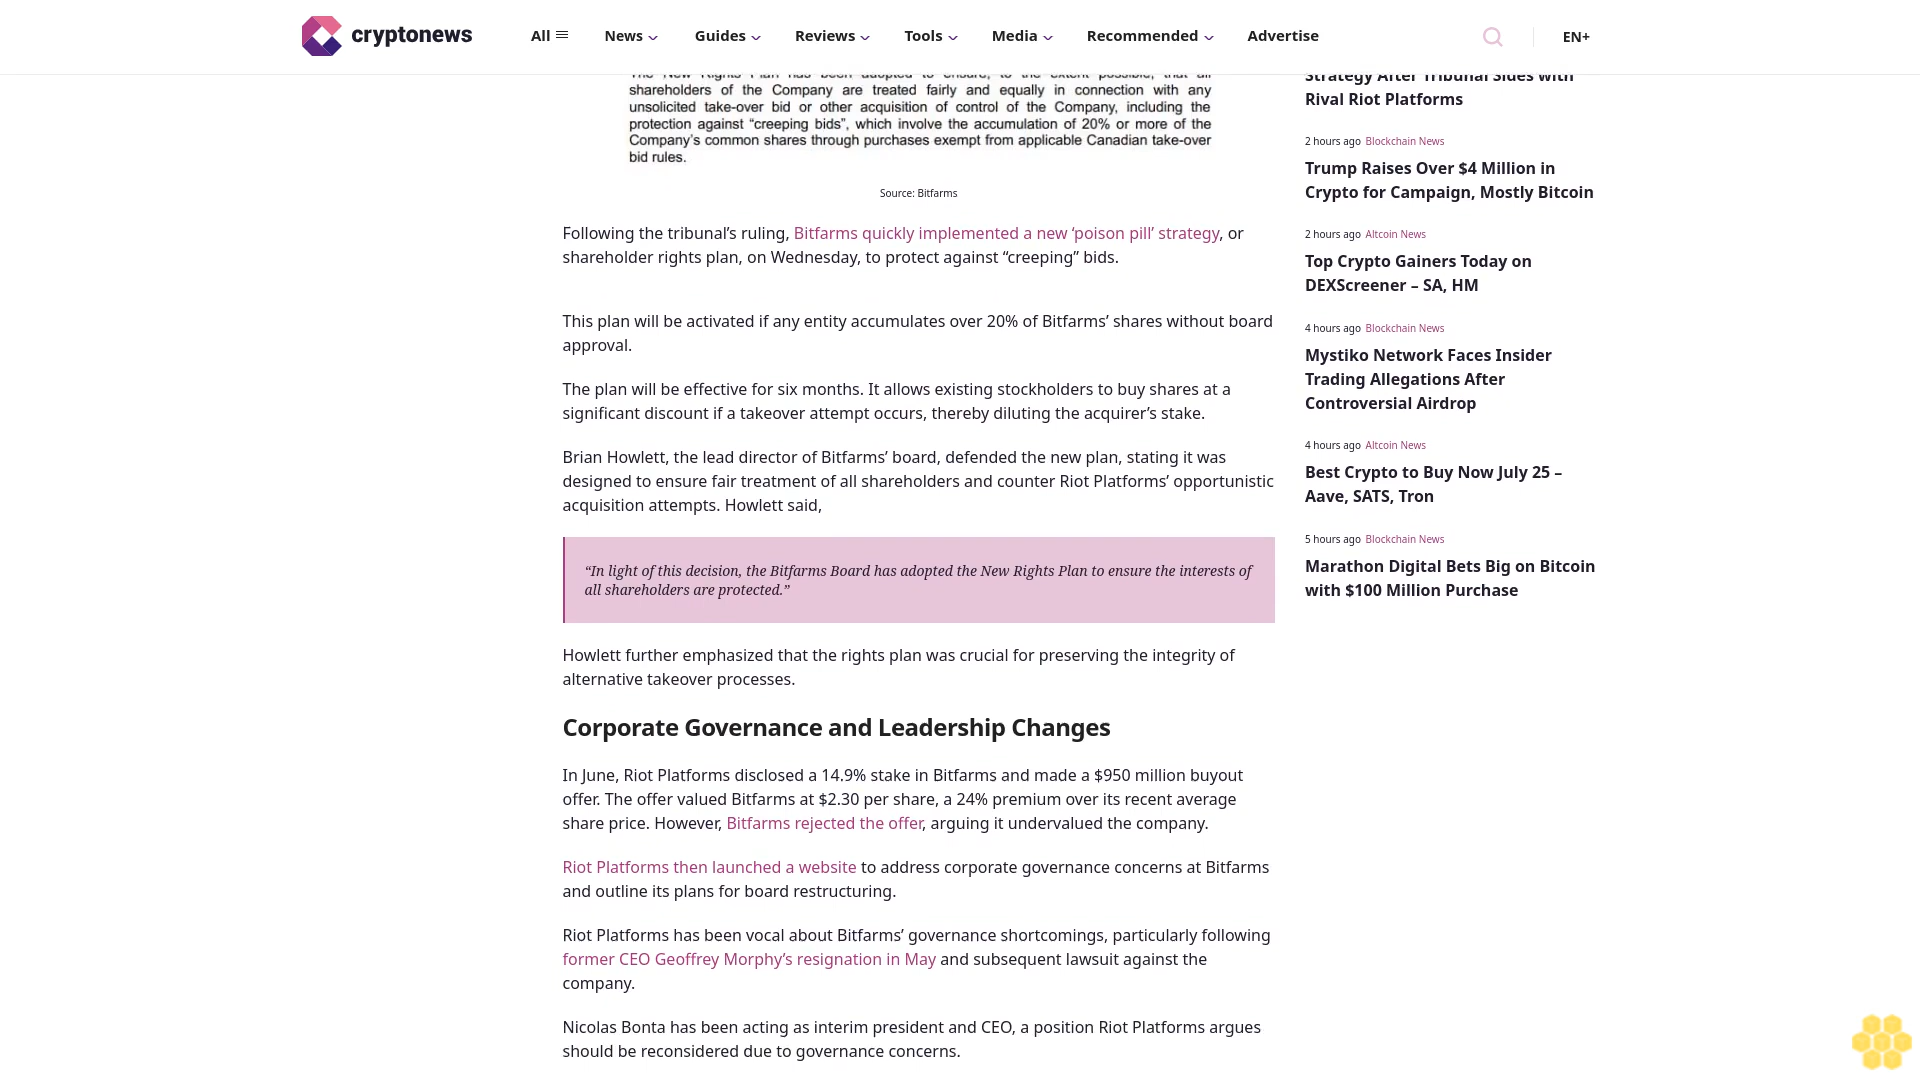 cryptonews
All
News
Guides
Reviews
Tools
Media
Recommended
Advertise
EN+
The New Rights Plan has been adopted to ensure, to the extent possible, that all
shareholders of the Company are treated fairly and equally in connection with any
unsolicited take-over bid or other acquisition of control of the Company, including the
protection against “creeping bids”, which involve the accumulation of 20% or more of the
Company’s common shares through purchases exempt from applicable Canadian take-over
bid rules.
Source: Bitfarms
Following the tribunal’s ruling, Bitfarms quickly implemented a new ‘poison pill’ strategy, or
shareholder rights plan, on Wednesday, to protect against “creeping” bids.
This plan will be activated if any entity accumulates over 20% of Bitfarms’ shares without board
approval.
The plan will be effective for six months. It allows existing stockholders to buy shares at a
significant discount if a takeover attempt occurs, thereby diluting the acquirer’s stake.
Brian Howlett, the lead director of Bitfarms’ board, defended the new plan, stating it was
designed to ensure fair treatment of all shareholders and counter Riot Platforms’ opportunistic
acquisition attempts. Howlett said,
“In light of this decision, the Bitfarms Board has adopted the New Rights Plan to ensure the interests of
all shareholders are protected.”
Howlett further emphasized that the rights plan was crucial for preserving the integrity of
alternative takeover processes.
Corporate Governance and Leadership Changes
In June, Riot Platforms disclosed a 14.9% stake in Bitfarms and made a $950 million buyout
offer. The offer valued Bitfarms at $2.30 per share, a 24% premium over its recent average
share price. However, Bitfarms rejected the offer, arguing it undervalued the company.
Riot Platforms then launched a website to address corporate governance concerns at Bitfarms
and outline its plans for board restructuring.
Riot Platforms has been vocal about Bitfarms’ governance shortcomings, particularly following
former CEO Geoffrey Morphy’s resignation in May and subsequent lawsuit against the
company.
Nicolas Bonta has been acting as interim president and CEO, a position Riot Platforms argues
should be reconsidered due to governance concerns.
Strategy After Tribunal Sides with
Rival Riot Platforms
2 hours ago Blockchain News
Trump Raises Over $4 Million in
Crypto for Campaign, Mostly Bitcoin
2 hours ago Altcoin News
Top Crypto Gainers Today on
DEXScreener – SA, HM
4 hours ago Blockchain News
Mystiko Network Faces Insider
Trading Allegations After
Controversial Airdrop
4 hours ago Altcoin News
Best Crypto to Buy Now July 25 –
Aave, SATS, Tron
5 hours ago Blockchain News
Marathon Digital Bets Big on Bitcoin
with $100 Million Purchase